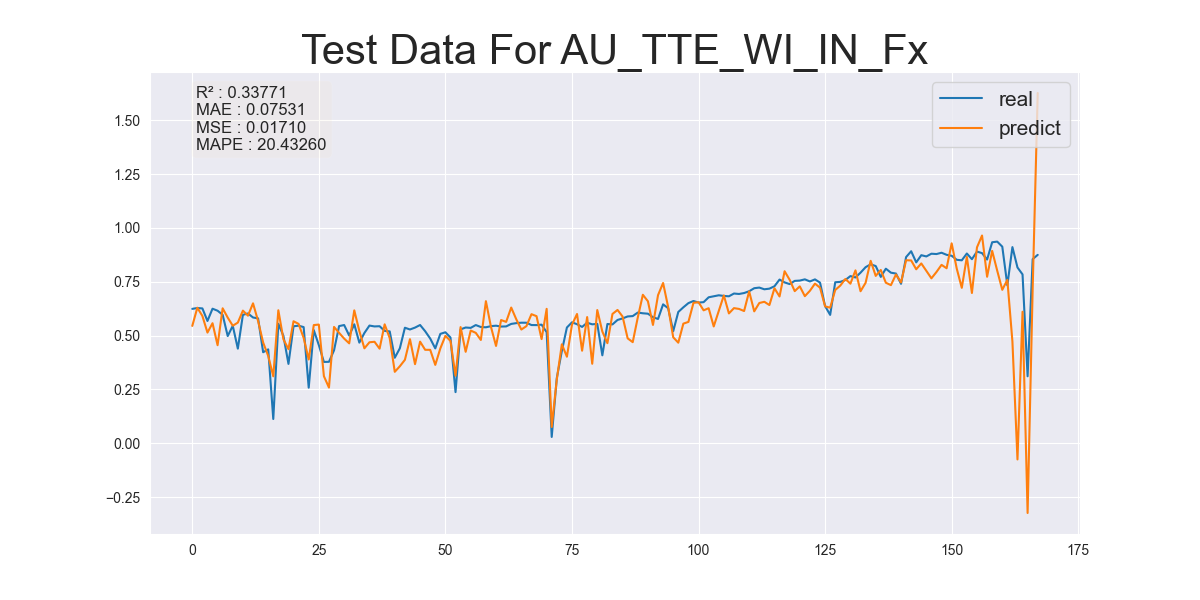 Test Data For AU_TTE_WI_IN_Fx
R² : 0.33771
MAE : 0.07531
MSE : 0.01710
MAPE : 20.43260
real
predict
1.50
1.25
1.00
0.75
0.50
0.25
0.00
−0.25
0 25 50 75 100 125 150 175